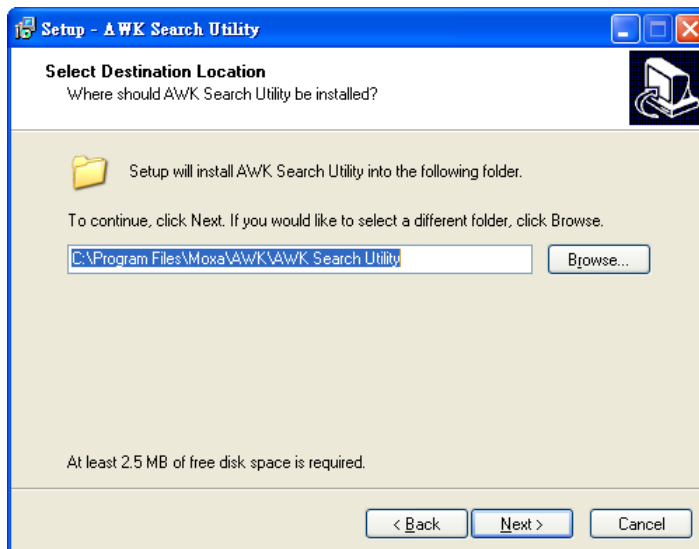 Setup - AWK Search Utility
Select Destination Location
Where should AWK Search Utility be installed?
Setup will install AWK Search Utility into the following folder.
To continue, click Next. If you would like to select a different folder, click Browse.
C:\Program Files\Moxa\AWK\AWK Search Utility
Browse...
At least 2.5 MB of free disk space is required.
< Back
Next >
Cancel